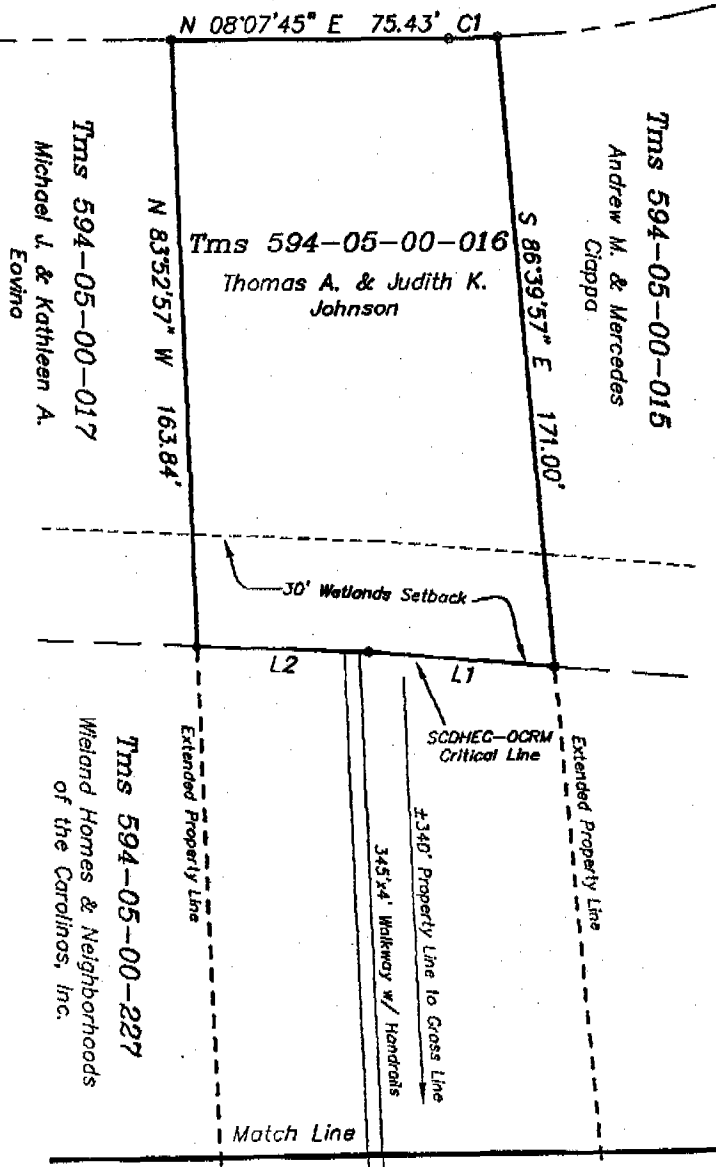 N 08°07'45" E 75.43' C1
Tms 594-05-00-015
Andrew M. & Mercedes
Ciappa
S 86°39'57" E 171.00'
Tms 594-05-00-016
Thomas A. & Judith K.
Johnson
N 83°52'57" W 163.84'
Tms 594-05-00-017
Michael J. & Kathleen A.
Eovino
30' Wetlands Setback
L2
L1
SCDHEC-OCRM
Critical Line
Extended Property Line
Extended Property Line
±340' Property Line to Grass Line
345'x4' Walkway w/ Handrails
Tms 594-05-00-227
Wieland Homes & Neighborhoods
of the Carolinas, Inc.
Match Line